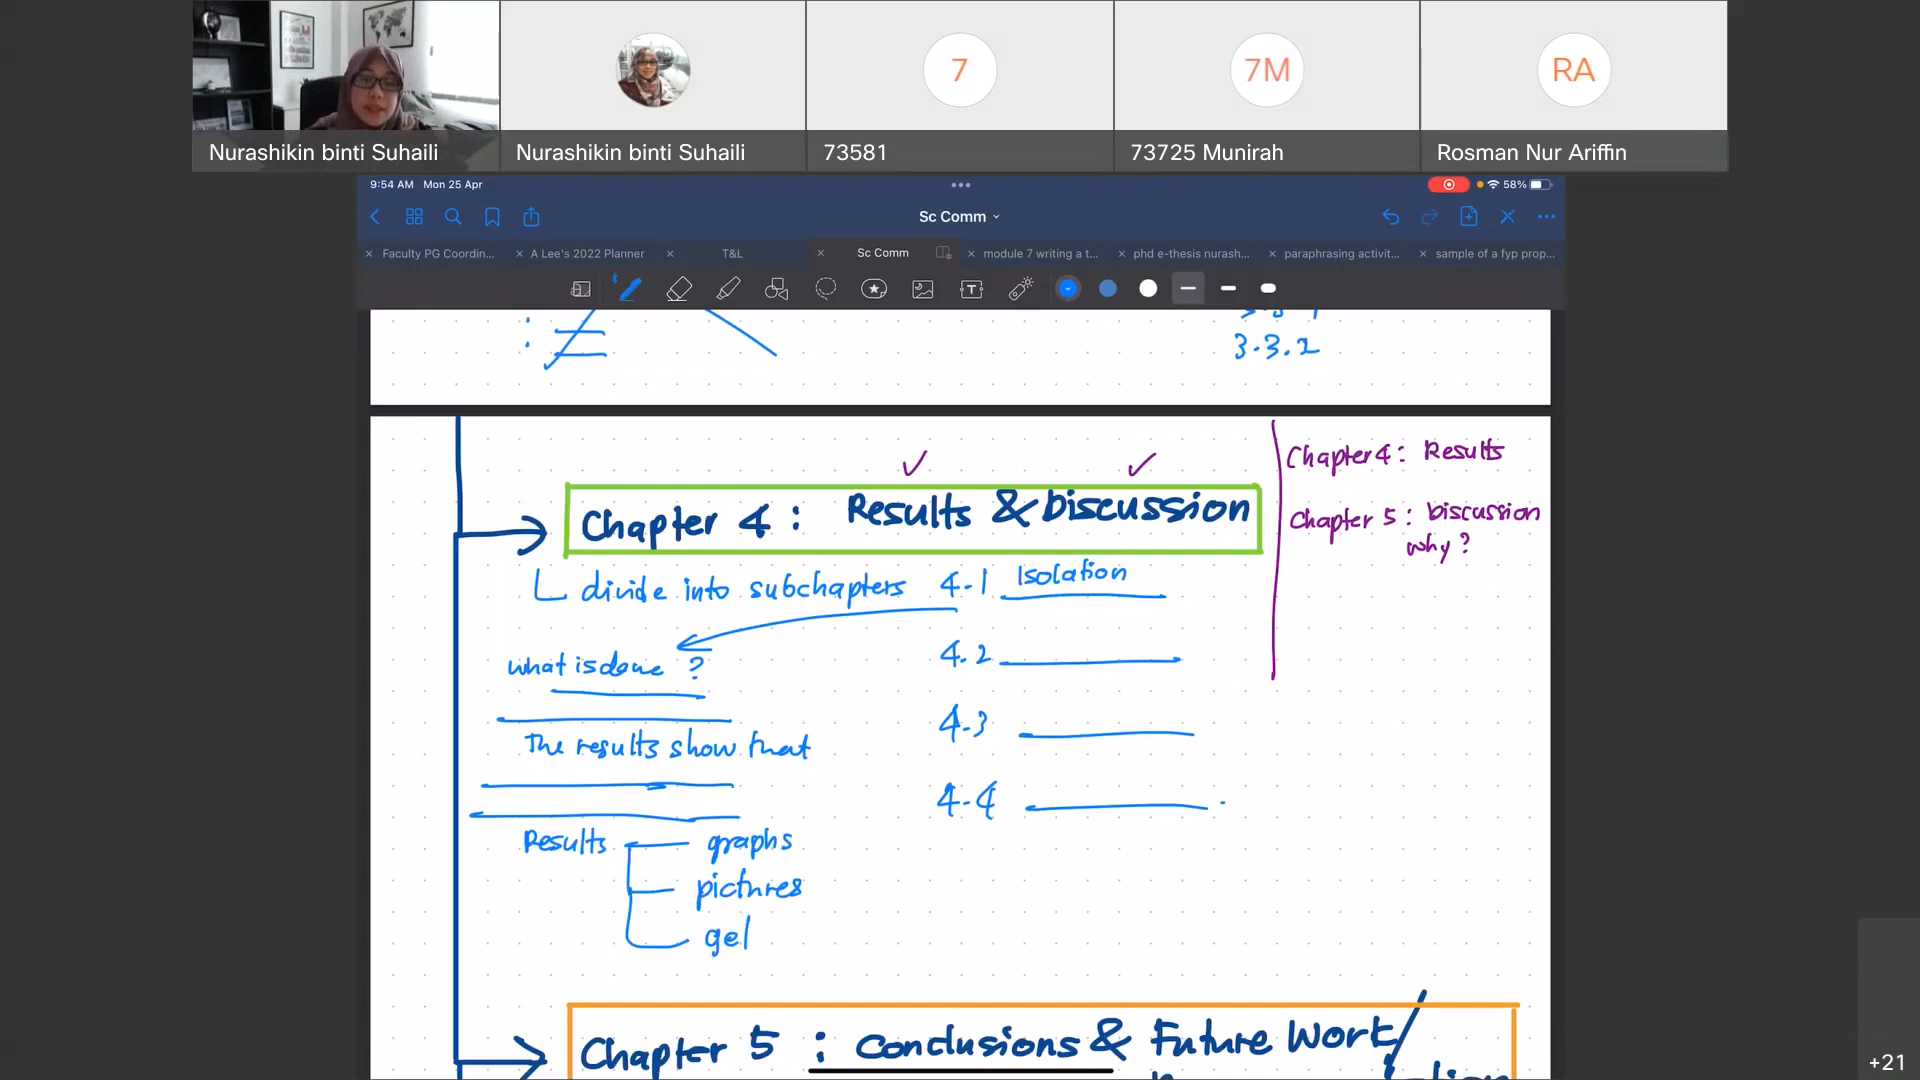 7
7M
RA
Nurashikin binti Suhaili
Nurashikin binti Suhaili
73581
73725 Munirah
Rosman Nur Ariffin
9:54 AM Mon 25 Apr
58%
Sc Comm
Faculty PG Coordin...
A Lee's 2022 Planner
T&L
Sc Comm
module 7 writing a t...
phd e-thesis nurash...
paraphrasing activit...
sample of a fyp prop...
3.3.2
Chapter 4: Results
Chapter 5: Discussion
why?
Chapter 4: Results & Discussion
divide into subchapters 4.1 Isolation
what is done?
4.2
4.3
The results show that
4.4
Results
graphs
pictures
gel
Chapter 5: Conclusions & Future Work/
+21